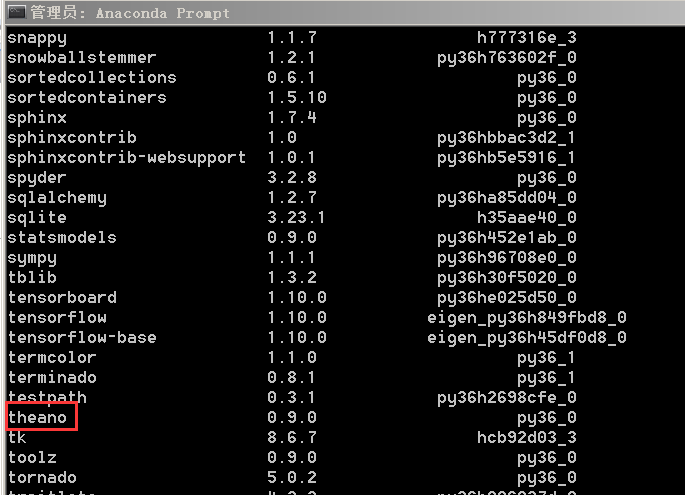 管理员: Anaconda Prompt
snappy 1.1.7 h777316e_3
snowballstemmer 1.2.1 py36h763602f_0
sortedcollections 0.6.1 py36_0
sortedcontainers 1.5.10 py36_0
sphinx 1.7.4 py36_0
sphinxcontrib 1.0 py36hbbac3d2_1
sphinxcontrib-websupport 1.0.1 py36hb5e5916_1
spyder 3.2.8 py36_0
sqlalchemy 1.2.7 py36ha85dd04_0
sqlite 3.23.1 h35aae40_0
statsmodels 0.9.0 py36h452e1ab_0
sympy 1.1.1 py36h96708e0_0
tblib 1.3.2 py36h30f5020_0
tensorboard 1.10.0 py36he025d50_0
tensorflow 1.10.0 eigen_py36h849fbd8_0
tensorflow-base 1.10.0 eigen_py36h45df0d8_0
termcolor 1.1.0 py36_1
terminado 0.8.1 py36_1
testpath 0.3.1 py36h2698cfe_0
theano 0.9.0 py36_0
tk 8.6.7 hcb92d03_3
toolz 0.9.0 py36_0
tornado 5.0.2 py36_0